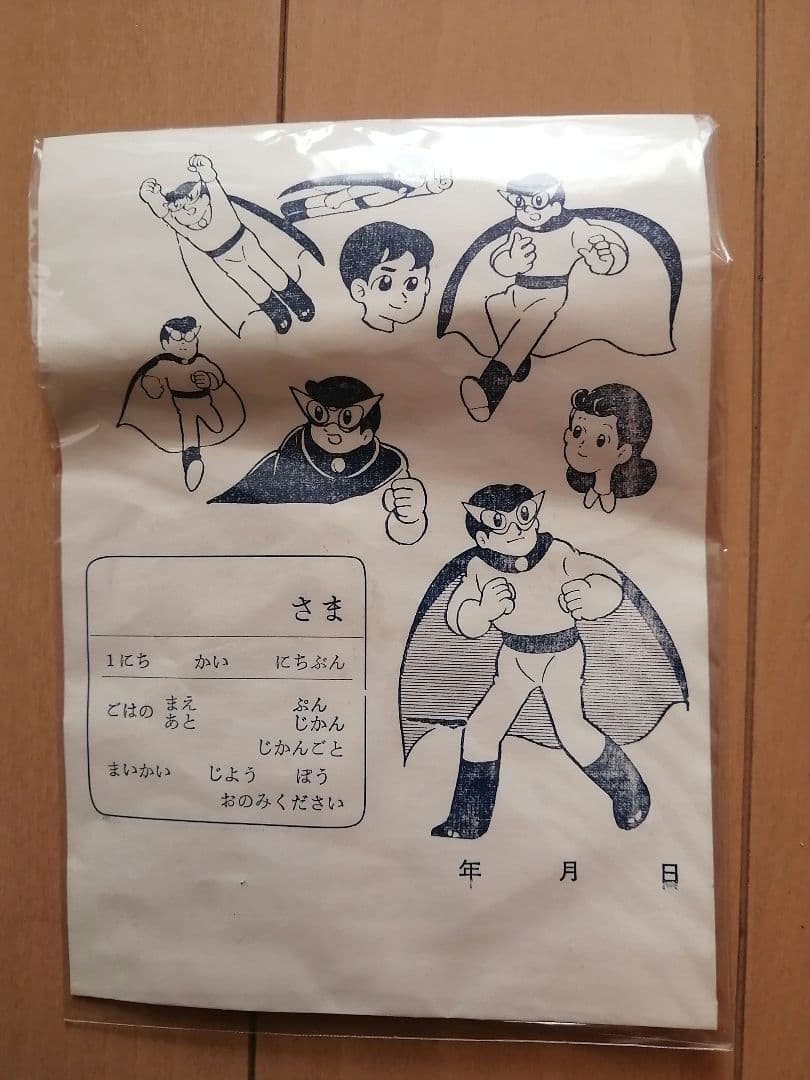 さま
1にち かい にちぶん
ごはの まえ ぷん
あと じかん
じかんごと
まいかい じよう ぽう
おのみください
年 月 日